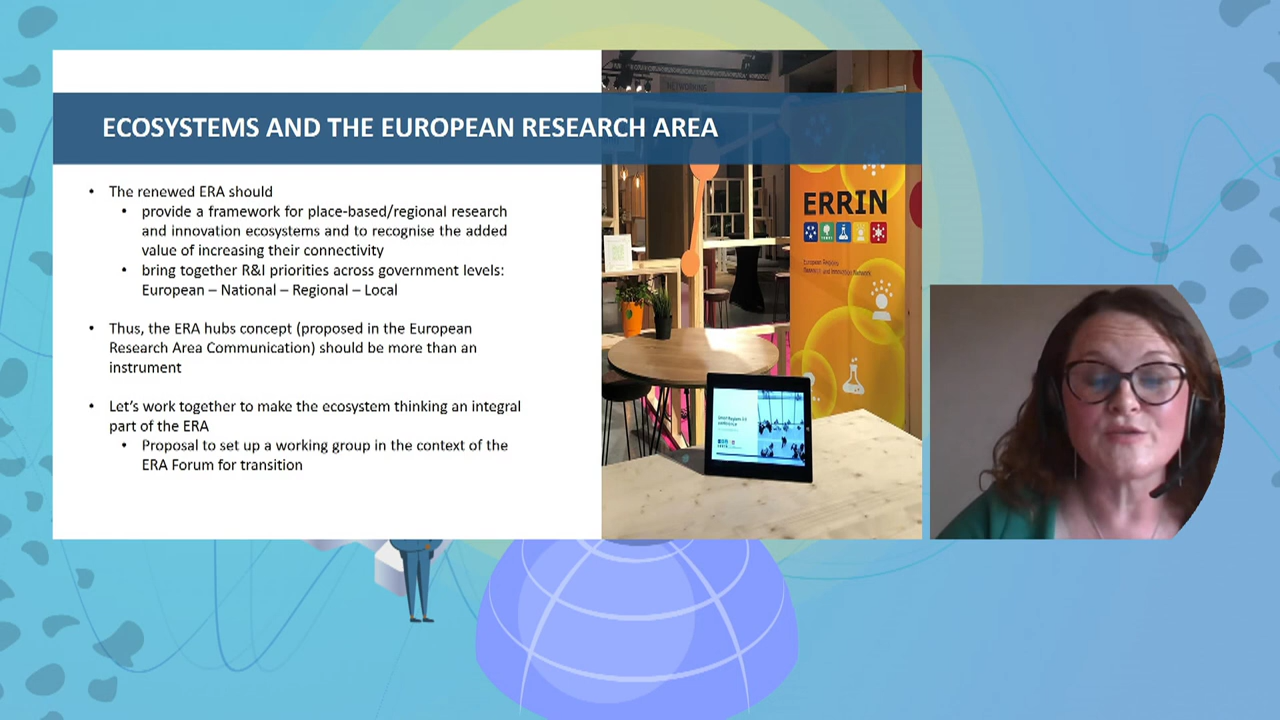 ECOSYSTEMS AND THE EUROPEAN RESEARCH AREA
• The renewed ERA should
• provide a framework for place-based/regional research
and innovation ecosystems and to recognise the added
value of increasing their connectivity
• bring together R&I priorities across government levels:
European – National – Regional – Local
• Thus, the ERA hubs concept (proposed in the European
Research Area Communication) should be more than an
instrument
• Let's work together to make the ecosystem thinking an integral
part of the ERA
• Proposal to set up a working group in the context of the
ERA Forum for transition
NETWORKING
ERRIN
European Regions
Research and Innovation Network